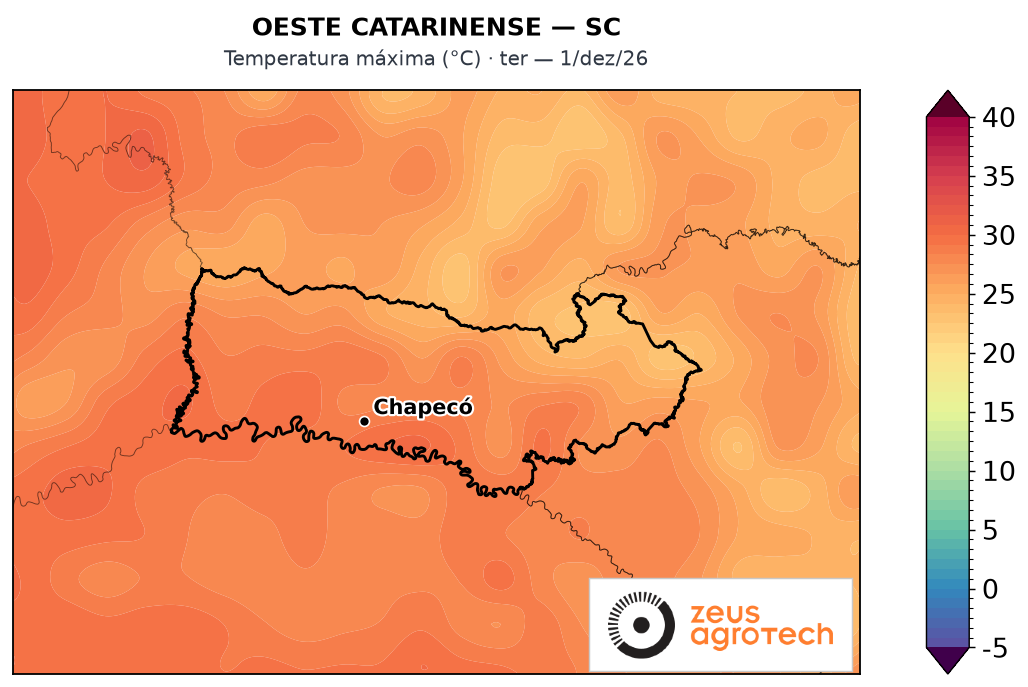 OESTE CATARINENSE — SC
Temperatura máxima (°C) · ter — 1/dez/26
Chapecó
40
35
30
25
20
15
10
5
0
-5
zeus
agrotech